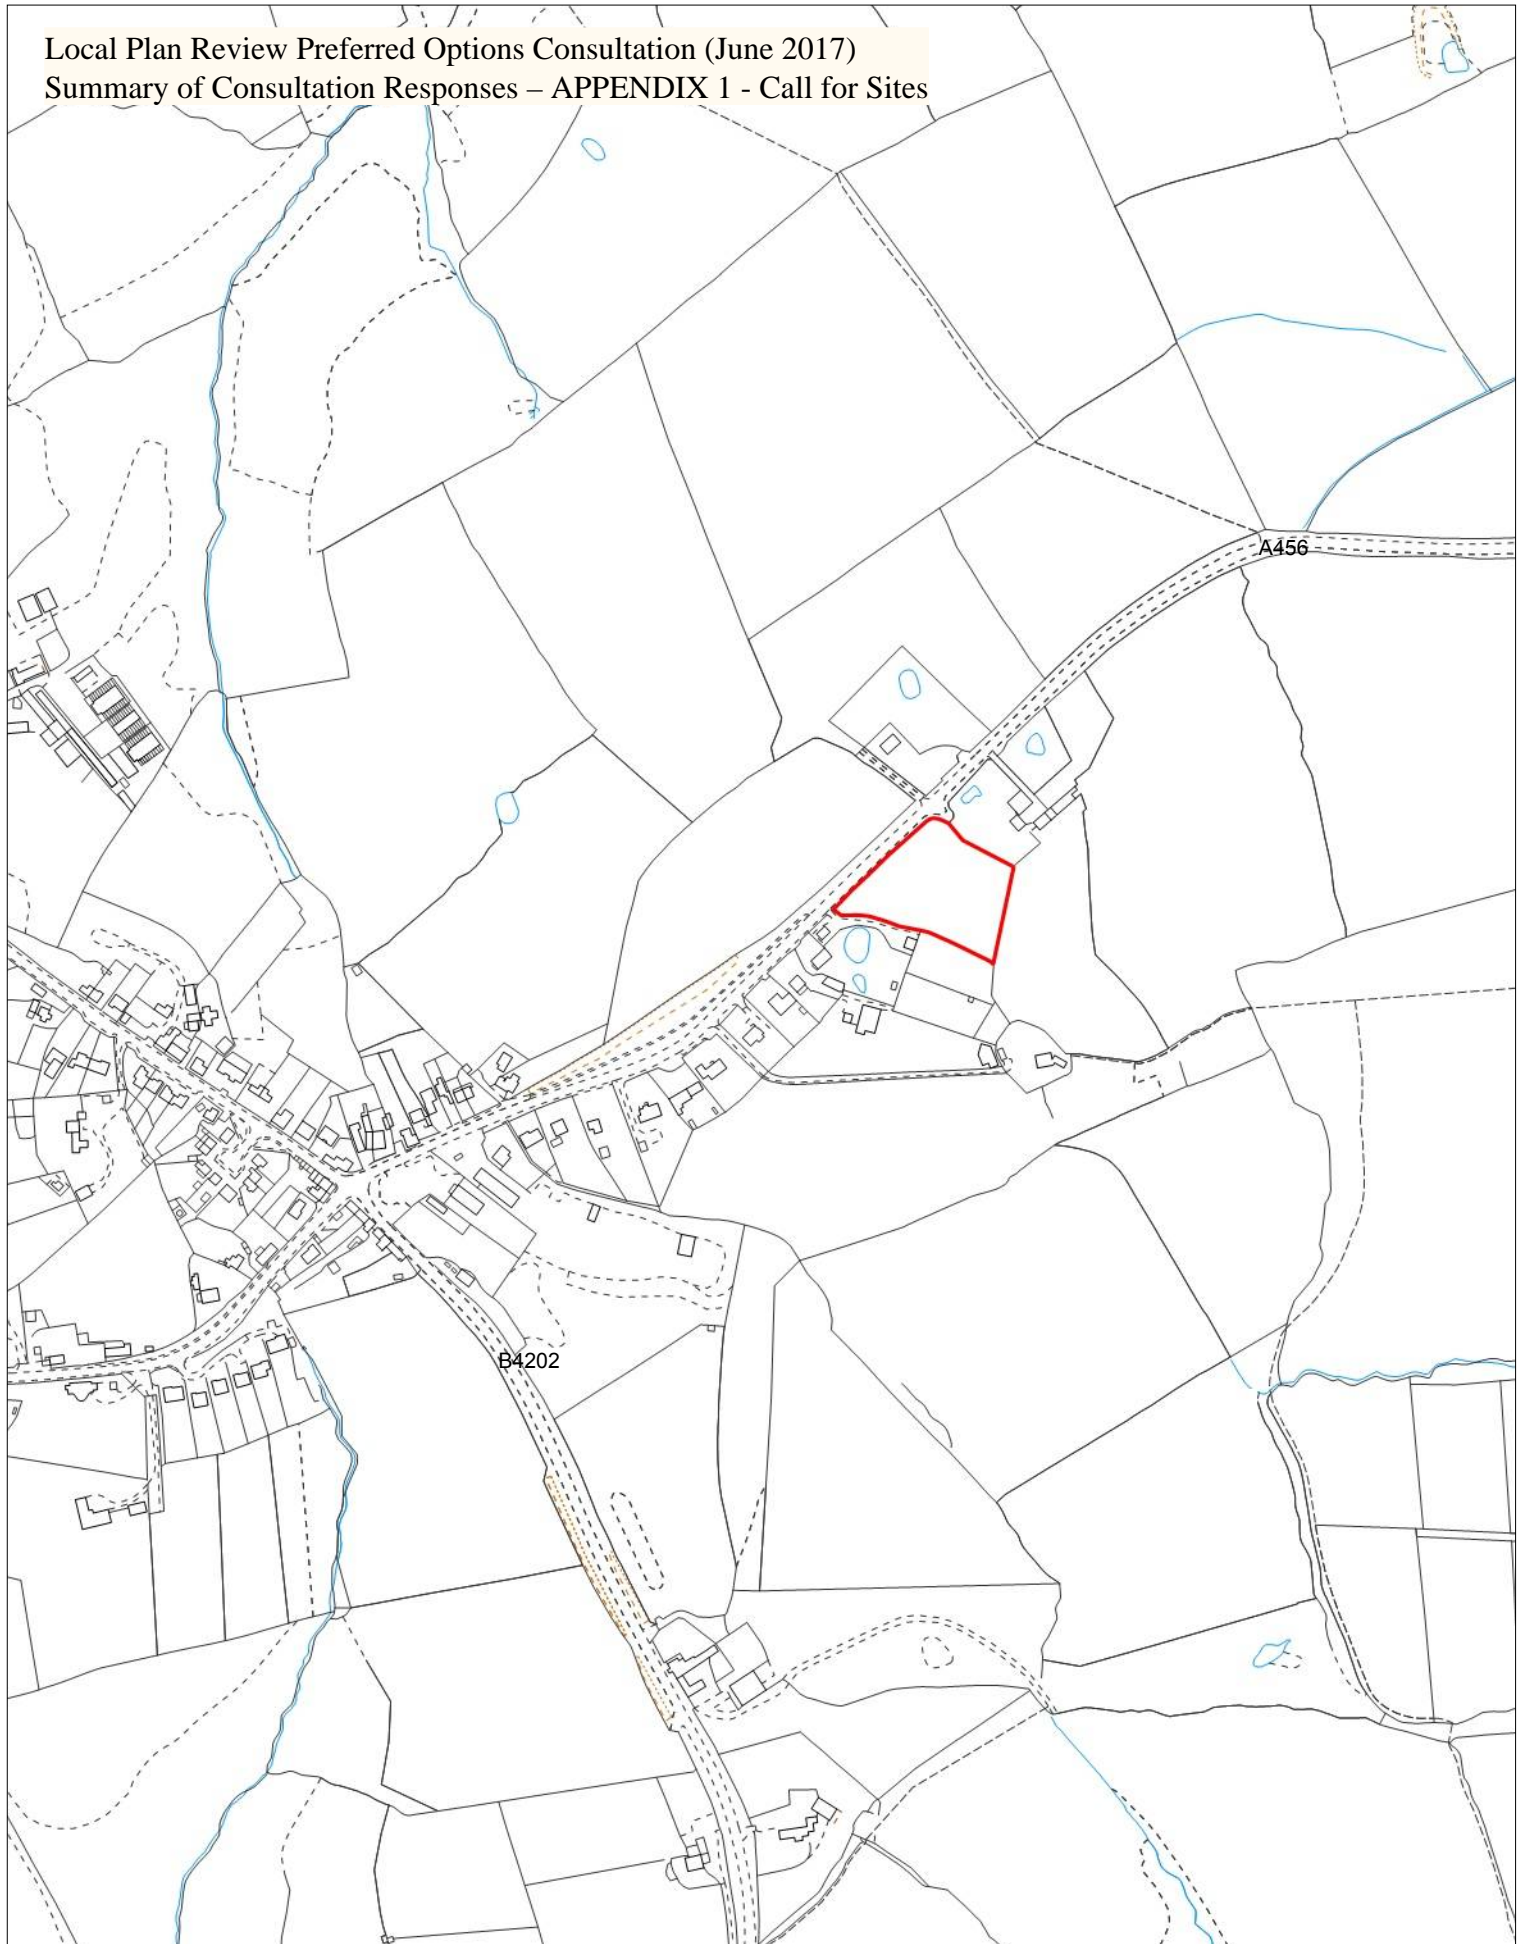 Local Plan Review Preferred Options Consultation (June 2017)
Summary of Consultation Responses – APPENDIX 1 - Call for Sites
A456
B4202